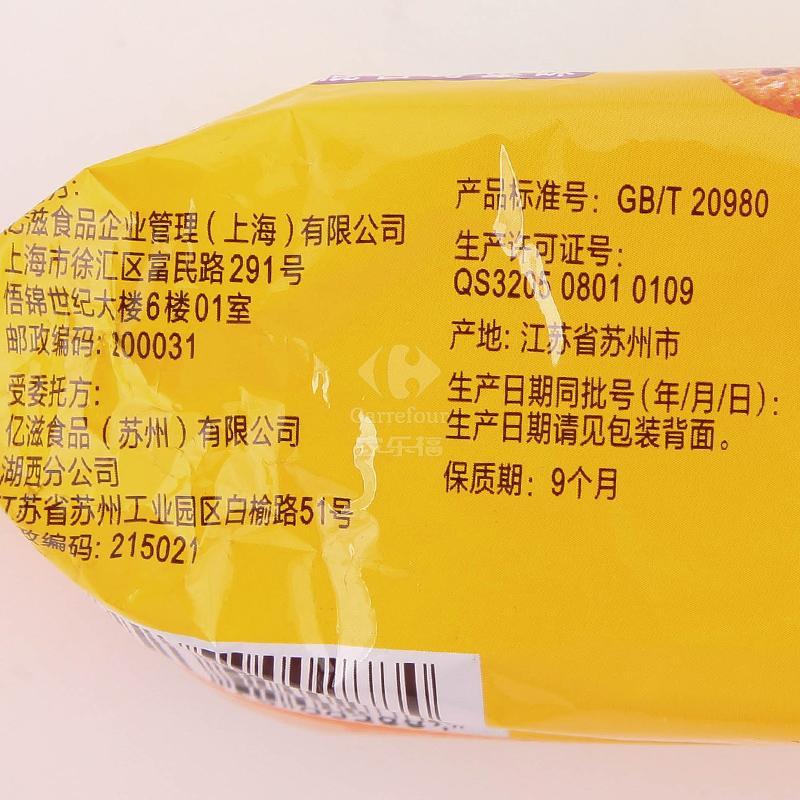 方:
亿滋食品企业管理(上海)有限公司
上海市徐汇区富民路291号
悟锦世纪大楼6楼01室
邮政编码: 200031
受委托方:
亿滋食品(苏州)有限公司
湖西分公司
江苏省苏州工业园区白榆路51号
政编码: 215021
产品标准号: GB/T 20980
生产许可证号:
QS3205 0801 0109
产地: 江苏省苏州市
生产日期同批号(年/月/日):
生产日期请见包装背面。
保质期: 9个月
Carrefour
家乐福